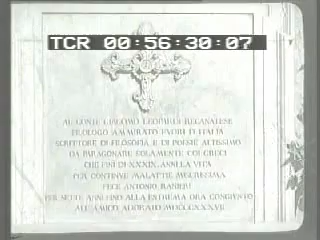 TCR 00:56:30:07
AL CONTE GIACOMO LEOPARDI RECANATESE
FILOLOGO AMMIRATO FUORI D'ITALIA
SCRITTORE DI FILOSOFIA E DI POESIE ALTISSIMO
DA PARAGONARE SOLAMENTE COI GRECI
CHE FINÌ DI XXXIX ANNI LA VITA
PER CONTINUE MALATTIE MISERISSIMA
FECE ANTONIO RANIERI
PER SETTE ANNI FINO ALLA ESTREMA ORA CONGIUNTO
ALL'AMICO ADORATO MDCCCXXXVII